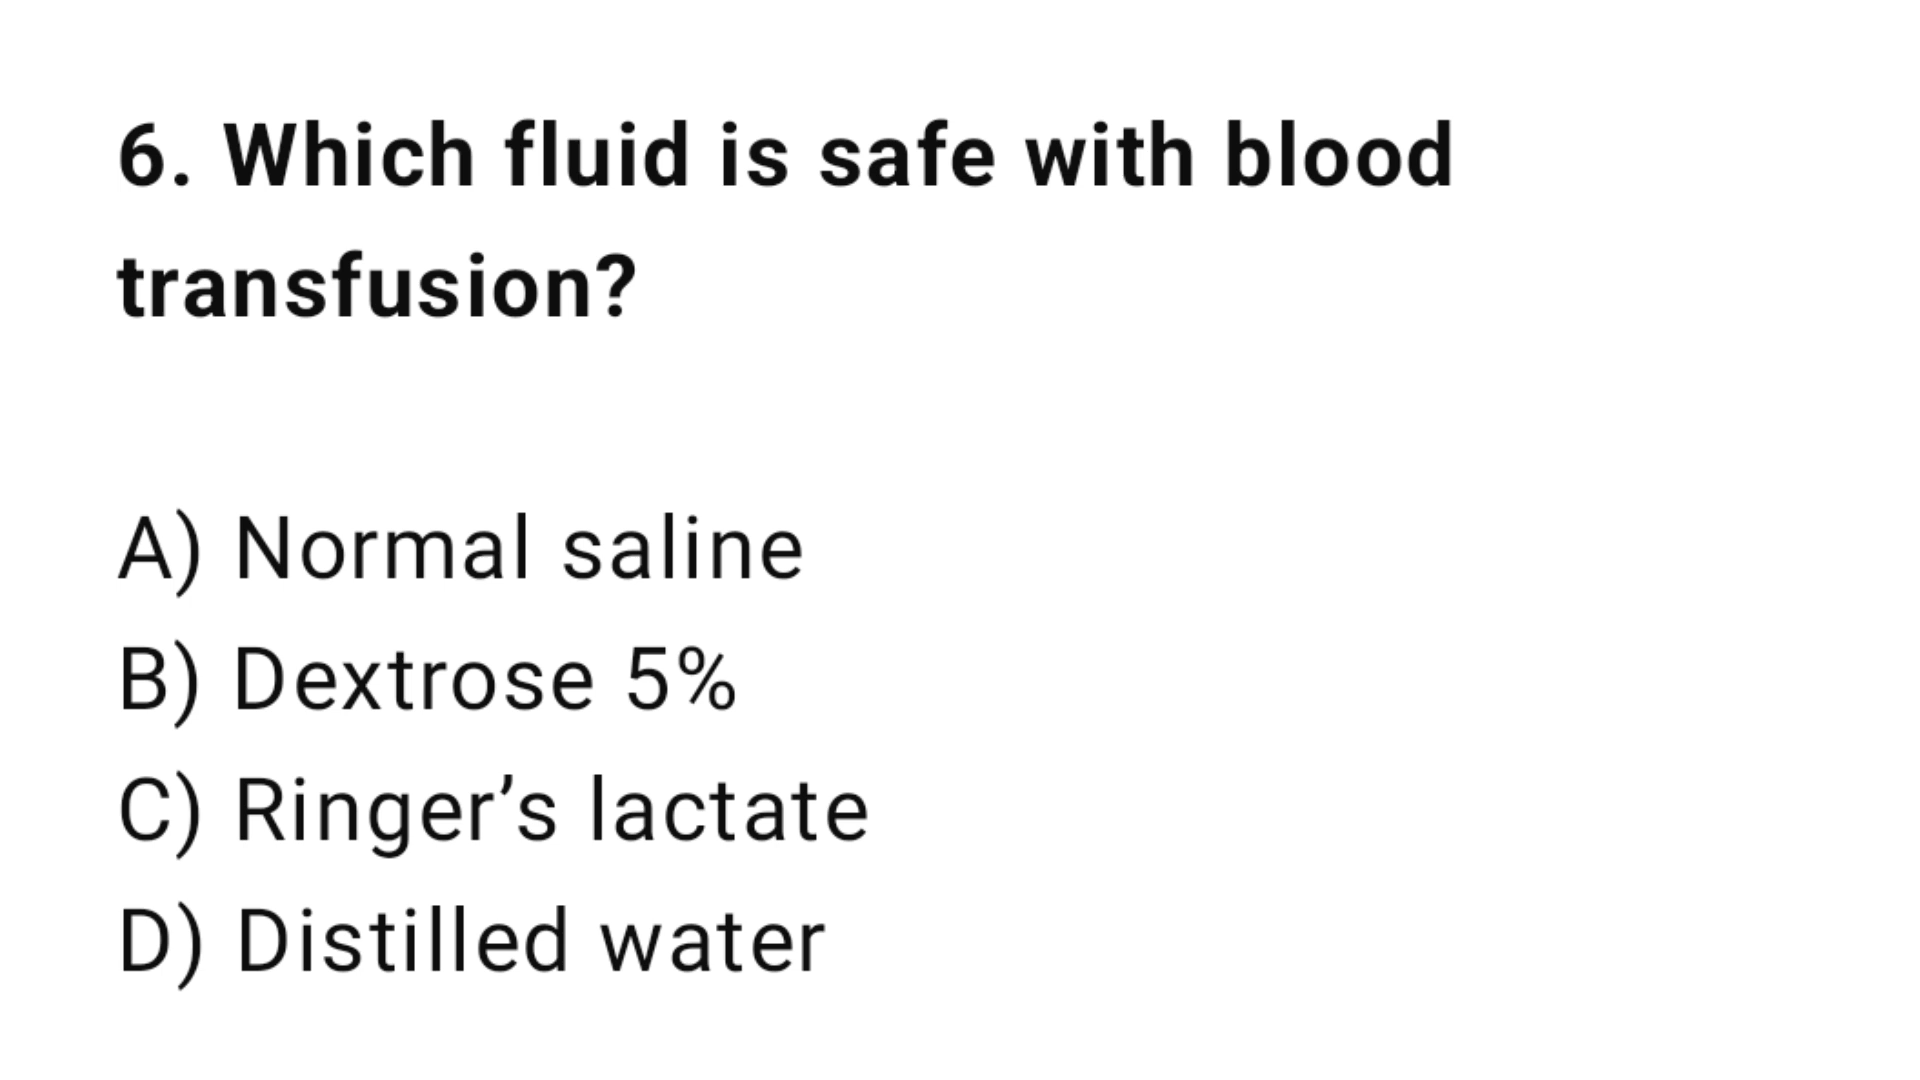 6. Which fluid is safe with blood
transfusion?
A) Normal saline
B) Dextrose 5%
C) Ringer’s lactate
D) Distilled water